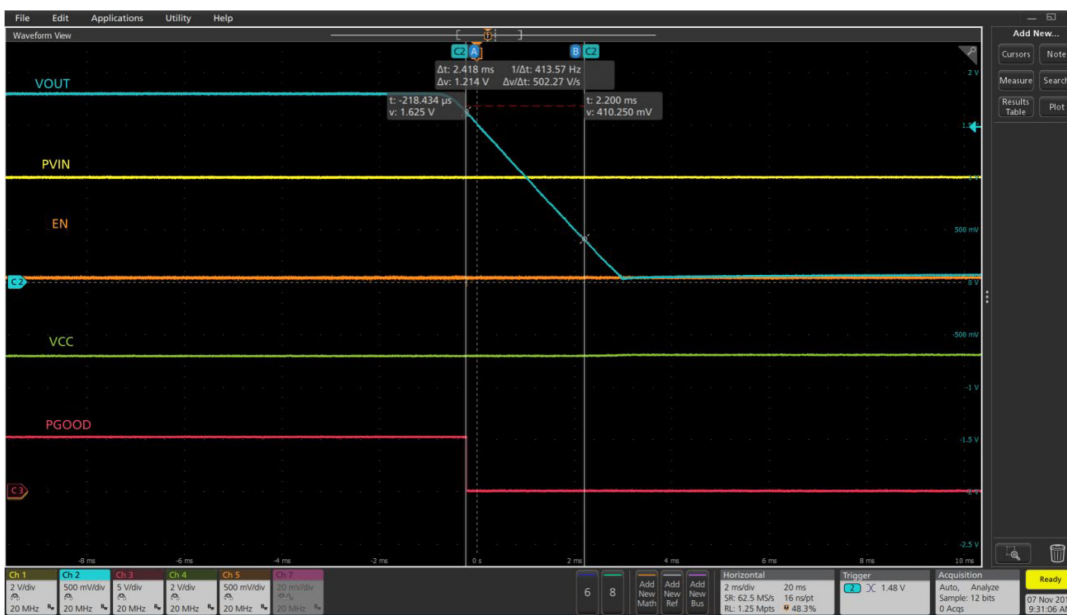 File Edit Applications Utility Help
Waveform View
Add New...
C2 A
B C2
Cursors Note
Δt: 2.418 ms 1/Δt: 413.57 Hz
Δv: 1.214 V Δv/Δt: 502.27 V/s
2 V
Measure Search
VOUT
t: -218.434 µs
v: 1.625 V
t: 2.200 ms
v: 410.250 mV
Results
Table
Plot
PVIN
EN
500 mV
C2
0 V
-500 mV
VCC
-1 V
PGOOD
-1.5 V
C3
-2.5 V
-8 ms -6 ms -4 ms -2 ms 0 s 2 ms 4 ms 6 ms 8 ms 10 ms
Ch 1
2 V/div
20 MHz
Ch 2
500 mV/div
20 MHz
Ch 3
5 V/div
20 MHz
Ch 4
2 V/div
20 MHz
Ch 5
500 mV/div
20 MHz
Ch 7
20 mV/div
20 MHz
6 8
Add
New
Math
Add
New
Ref
Add
New
Bus
Horizontal
2 ms/div 20 ms
SR: 62.5 MS/s 16 ns/pt
RL: 1.25 Mpts 48.3%
Trigger
2 1.48 V
Acquisition
Auto, Analyze
Sample: 12 bits
0 Acqs
Ready
07 Nov 201
9:31:06 A